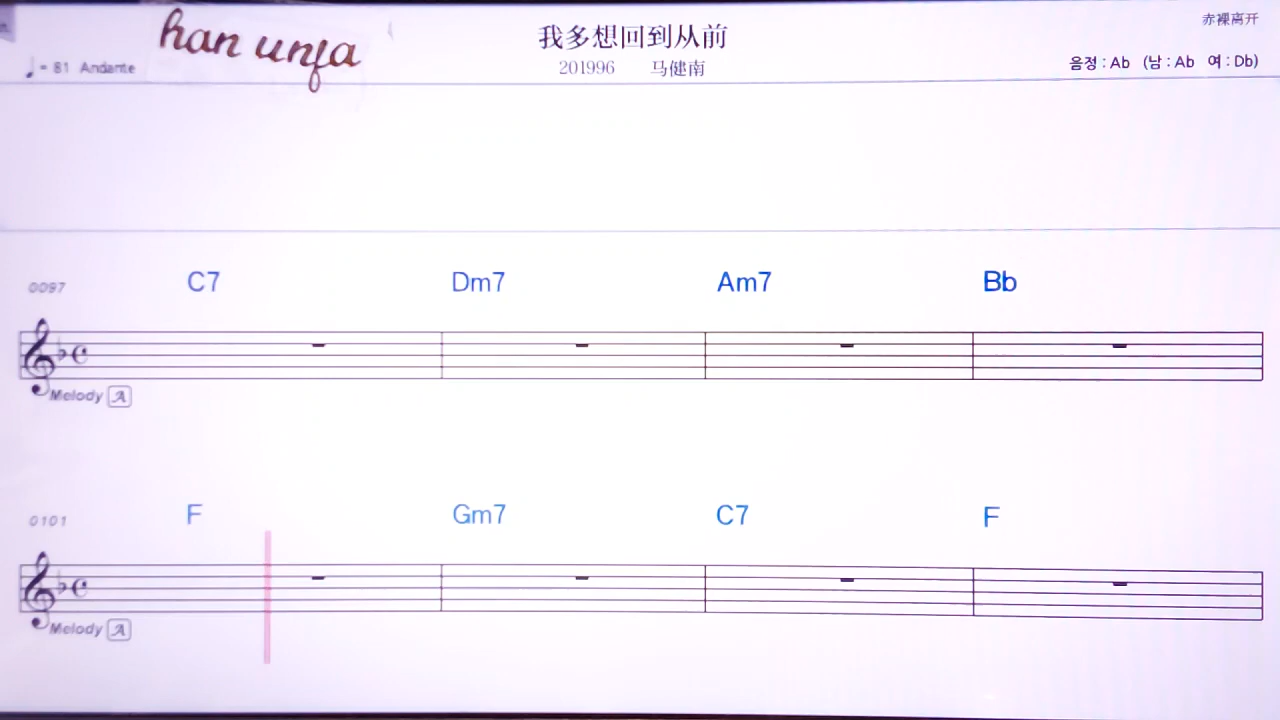 han unfa
我多想回到从前
赤裸离开
♩= 81 Andante
201996 马健南
음정 : Ab (남 : Ab 여 : Db)
0097 C7 Dm7 Am7 Bb
Melody A
0101 F Gm7 C7 F
Melody A